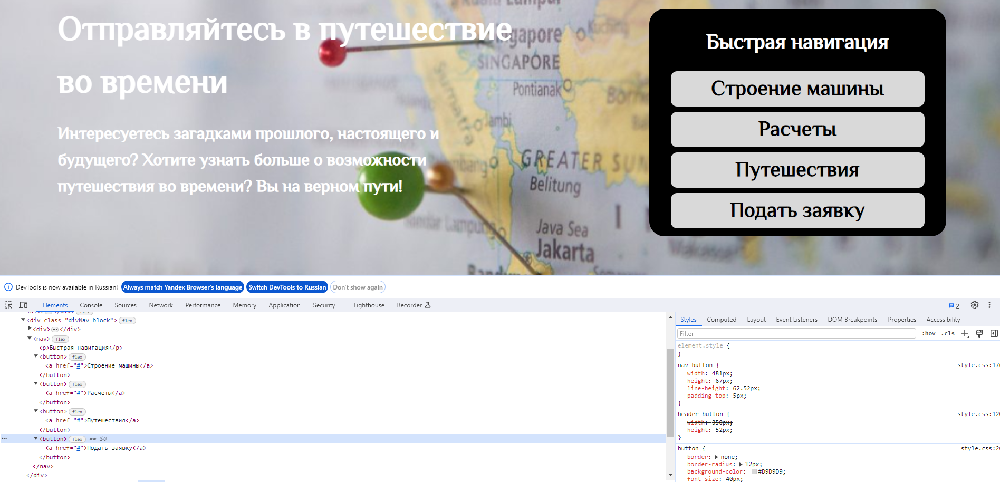 Отправляйтесь в путешествие
во времени
Интересуетесь загадками прошлого, настоящего и
будущего? Хотите узнать больше о возможности
путешествия во времени? Вы на верном пути!
Kuching
SINGAPORE
Pontianak
Sumatra
Jambi
GREATER SUN
Belitung
Java Sea
Jakarta
Bandar Lampung
Makassar
Semarang
Быстрая навигация
Строение машины
Расчеты
Путешествия
Подать заявку
DevTools is now available in Russian!
Always match Yandex Browser's language
Switch DevTools to Russian
Don't show again
Elements Console Sources Network Performance Memory Application Security Lighthouse Recorder 2
<div class="divNav block"> flex
<div> ••• </div>
<nav> flex
<p>Быстрая навигация</p>
<button> flex
<a href="#">Строение машины</a>
</button>
<button> flex
<a href="#">Расчеты</a>
</button>
<button> flex
<a href="#">Путешествия</a>
</button>
••• <button> flex == $0
<a href="#">Подать заявку</a>
</button>
</nav>
</div>
Styles Computed Layout Event Listeners DOM Breakpoints Properties Accessibility
Filter :hov .cls
element.style {
}
nav button { style.css:17
width: 481px;
height: 67px;
line-height: 62.52px;
padding-top: 5px;
}
header button { style.css:12
width: 350px;
height: 52px;
}
button { style.css:2
border: none;
border-radius: 12px;
background-color: #D9D9D9;
font-size: 40px;